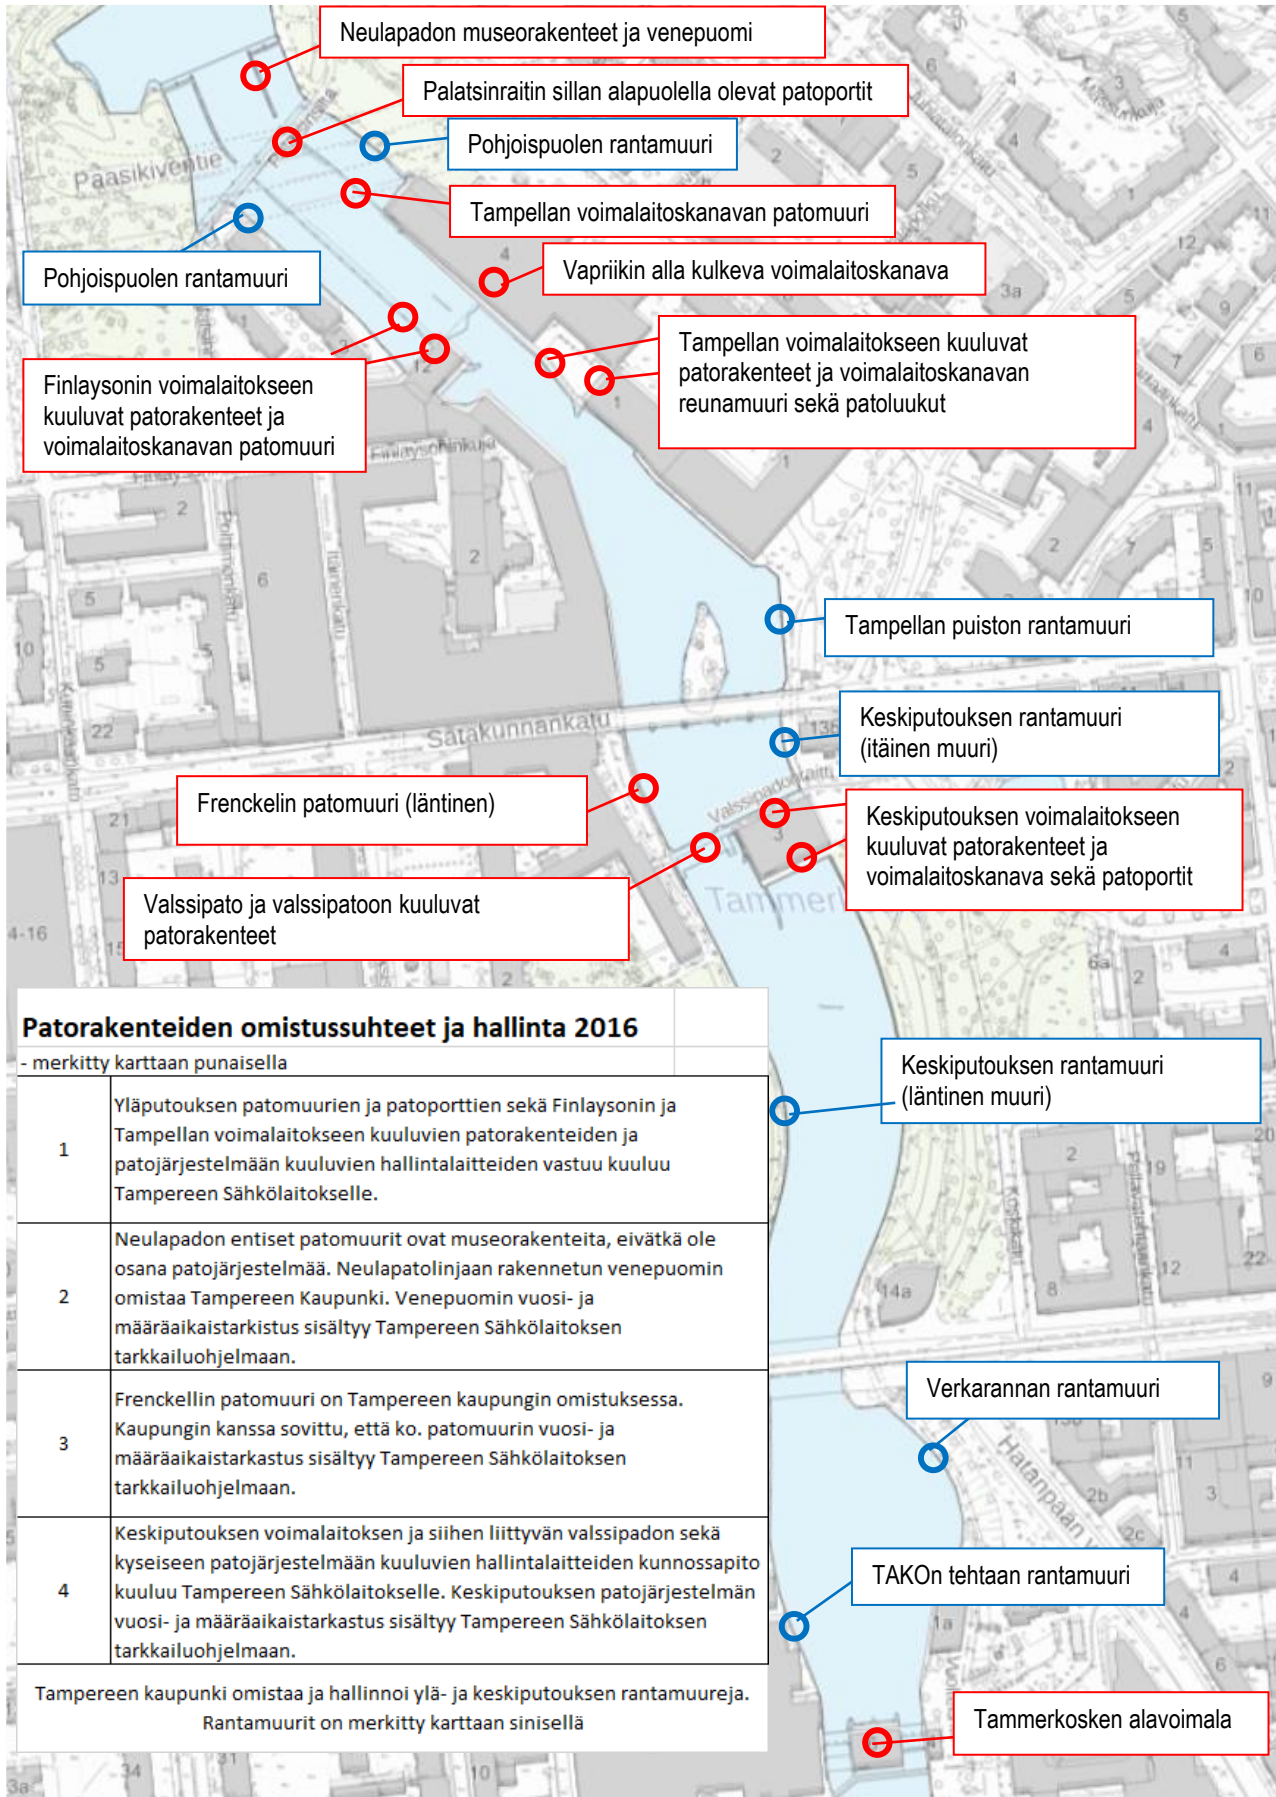 Neulapadon museorakenteet ja venepuomi
Palatsinraitin sillan alapuolella olevat patoportit
Pohjoispuolen rantamuuri
Paasikiventie
Tampellan voimalaitoskanavan patomuuri
Pohjoispuolen rantamuuri
Vapriikin alla kulkeva voimalaitoskanava
Tampellan voimalaitokseen kuuluvat
patorakenteet ja voimalaitoskanavan
reunamuuri sekä patoluukut
Finlaysonin voimalaitokseen
kuuluvat patorakenteet ja
voimalaitoskanavan patomuuri
Finlaysoninkuja
Tampellan puiston rantamuuri
Satakunnankatu
Keskiputouksen rantamuuri
(itäinen muuri)
Frenckelin patomuuri (läntinen)
Keskiputouksen voimalaitokseen
kuuluvat patorakenteet ja
voimalaitoskanava sekä patoportit
Valssipato ja valssipatoon kuuluvat
patorakenteet
Patorakenteiden omistussuhteet ja hallinta 2016
- merkitty karttaan punaisella
1
Yläputouksen patomuurien ja patoporttien sekä Finlaysonin ja
Tampellan voimalaitokseen kuuluvien patorakenteiden ja
patojärjestelmään kuuluvien hallintalaitteiden vastuu kuuluu
Tampereen Sähkölaitokselle.
2
Neulapadon entiset patomuurit ovat museorakenteita, eivätkä ole
osana patojärjestelmää. Neulapatolinjaan rakennetun venepuomin
omistaa Tampereen Kaupunki. Venepuomin vuosi- ja
määräaikaistarkistus sisältyy Tampereen Sähkölaitoksen
tarkkailuohjelmaan.
3
Frenckellin patomuuri on Tampereen kaupungin omistuksessa.
Kaupungin kanssa sovittu, että ko. patomuurin vuosi- ja
määräaikaistarkastus sisältyy Tampereen Sähkölaitoksen
tarkkailuohjelmaan.
4
Keskiputouksen voimalaitoksen ja siihen liittyvän valssipadon sekä
kyseiseen patojärjestelmään kuuluvien hallintalaitteiden kunnossapito
kuuluu Tampereen Sähkölaitokselle. Keskiputouksen patojärjestelmän
vuosi- ja määräaikaistarkastus sisältyy Tampereen Sähkölaitoksen
tarkkailuohjelmaan.
Tampereen kaupunki omistaa ja hallinnoi ylä- ja keskiputouksen rantamuureja.
Rantamuurit on merkitty karttaan sinisellä
Keskiputouksen rantamuuri
(läntinen muuri)
Verkarannan rantamuuri
Hatanpään
TAKOn tehtaan rantamuuri
Tammerkosken alavoimala